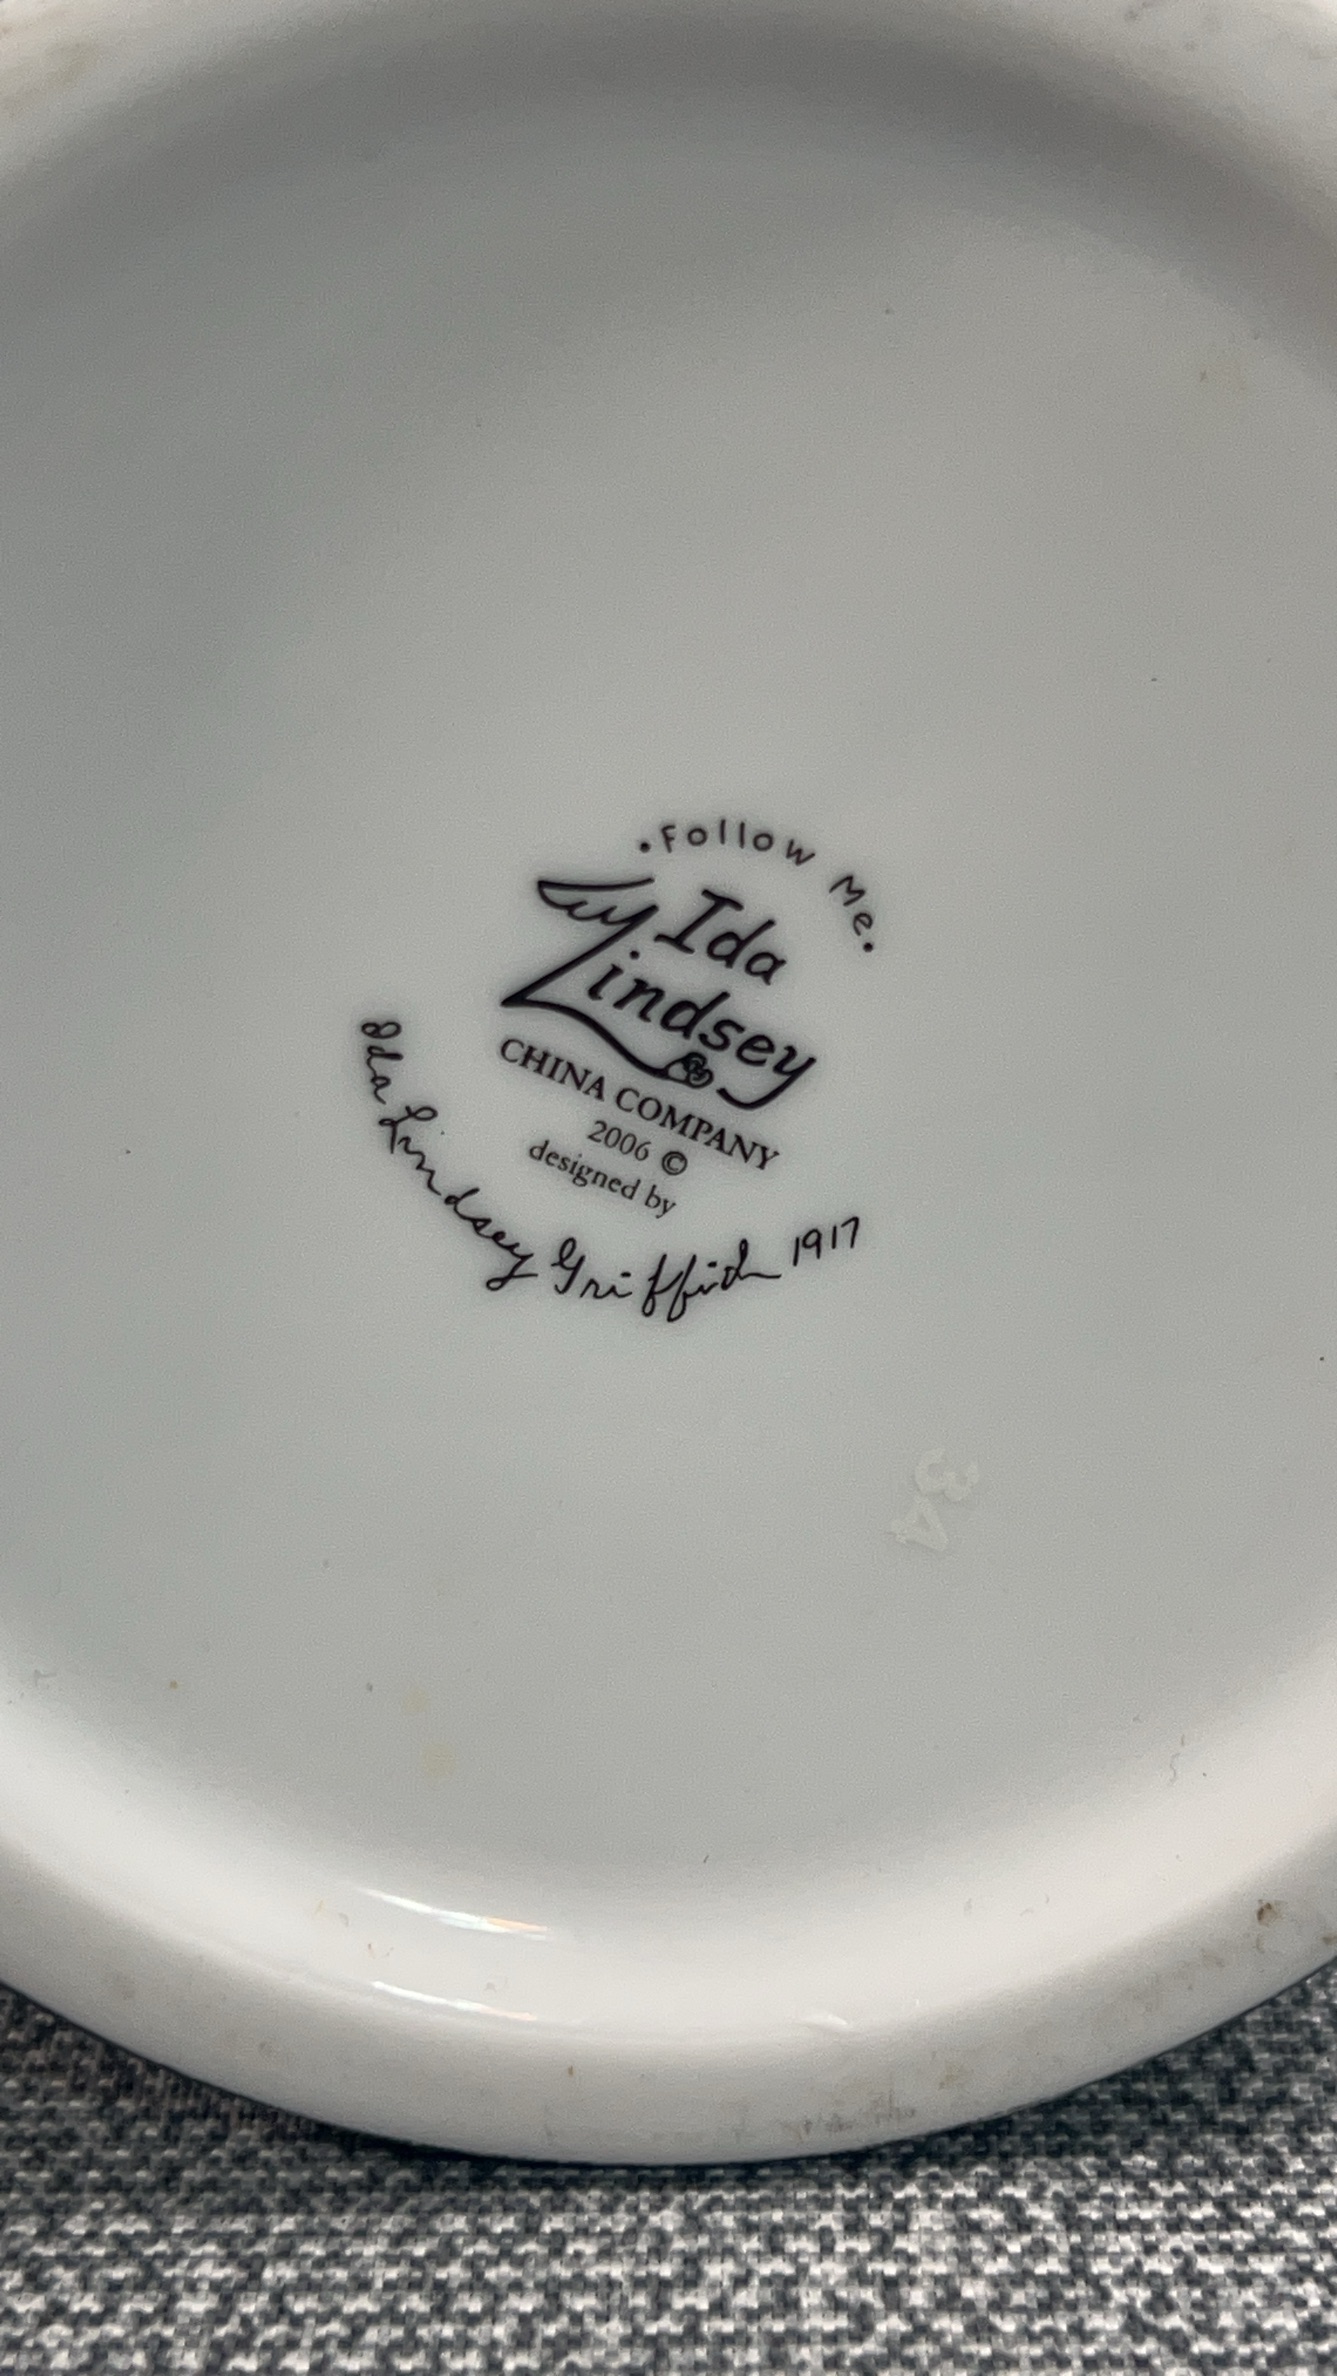 • Follow Me •
Ida
Lindsey
CHINA COMPANY
2006 ©
designed by
Ida Lindsey Griffith 1917
34